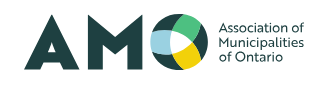 AMO
Association of
Municipalities
of Ontario